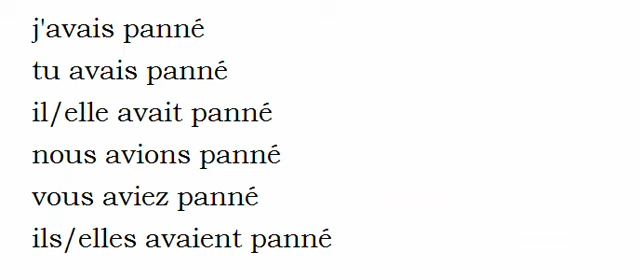 j'avais panné
tu avais panné
il/elle avait panné
nous avions panné
vous aviez panné
ils/elles avaient panné